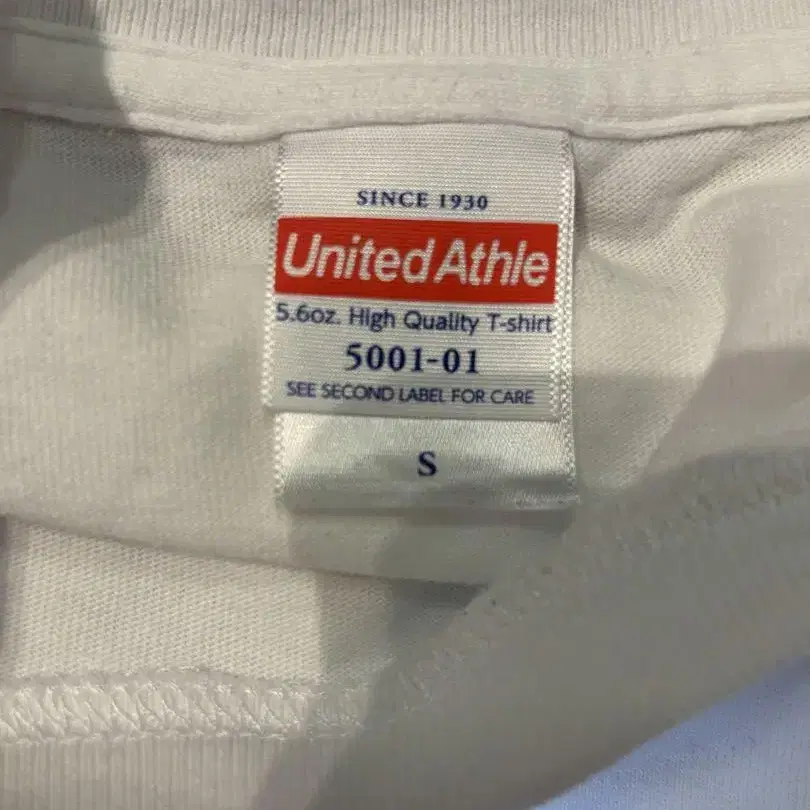 SINCE 1930
United Athle
5.6oz. High Quality T-shirt
5001-01
SEE SECOND LABEL FOR CARE
S